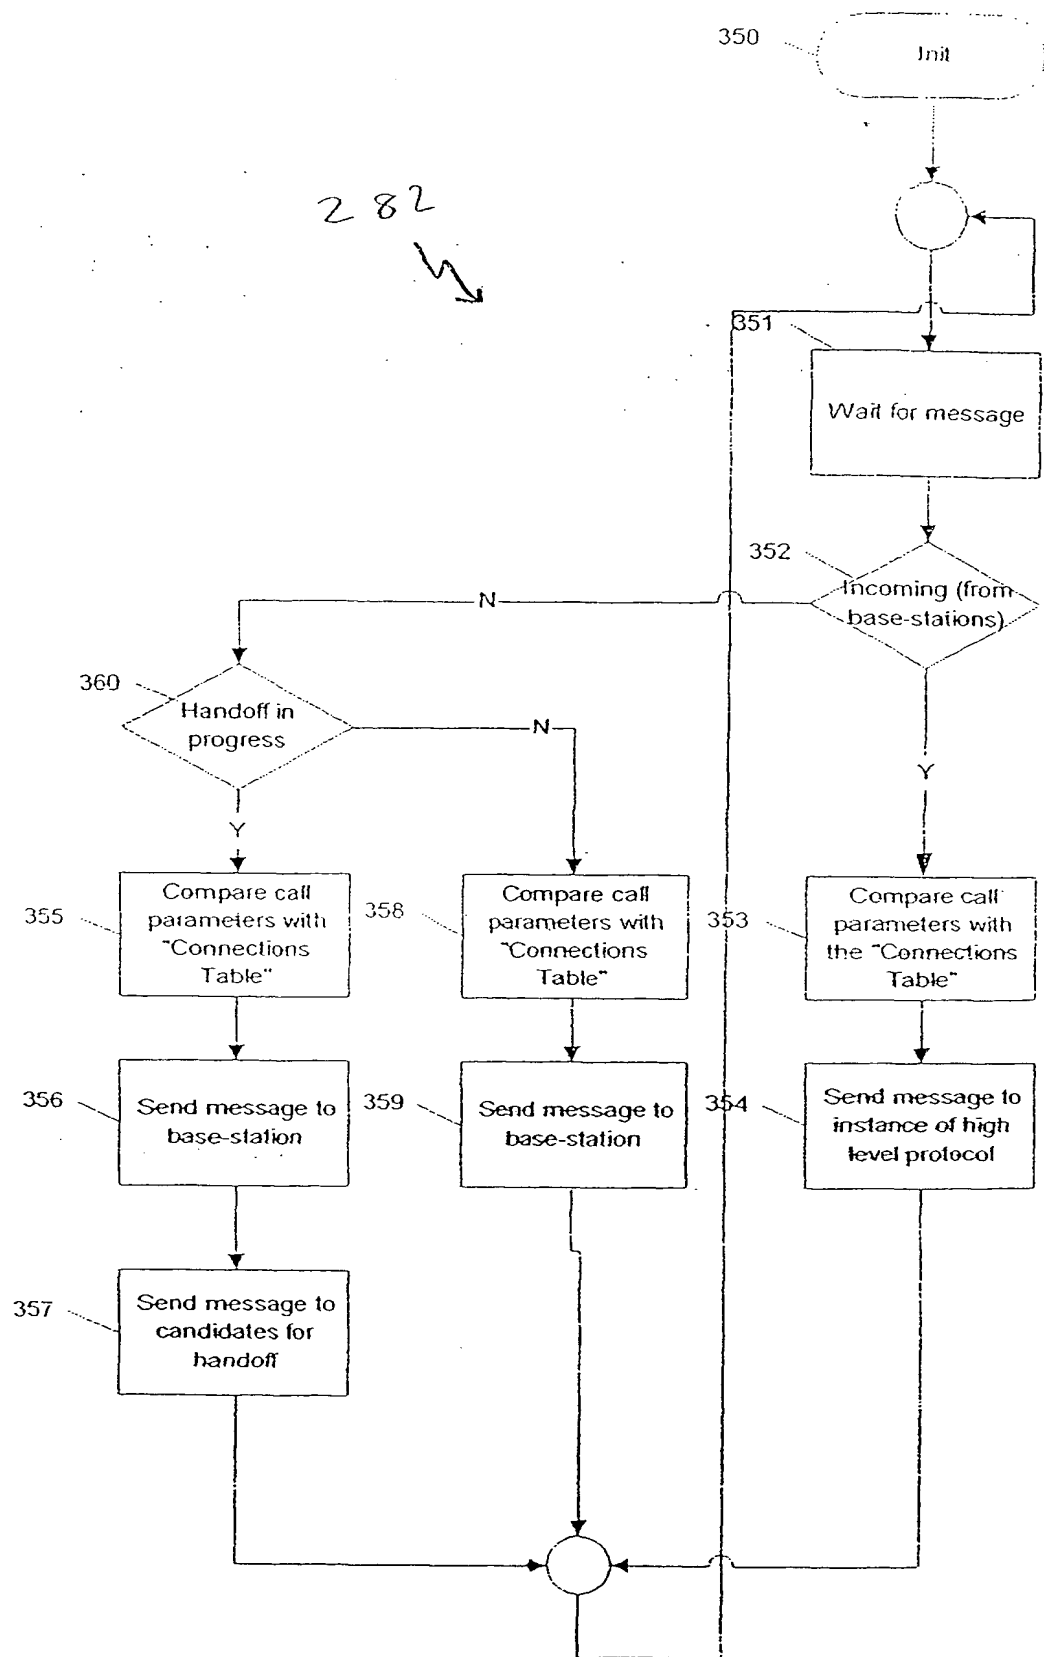 350
Init
282
351
Wait for message
352
Incoming (from
base-stations)
N
360
Handoff in
progress
N
Y
Y
355
Compare call
parameters with
"Connections
Table"
358
Compare call
parameters with
"Connections
Table"
353
Compare call
parameters with
the "Connections
Table"
356
Send message to
base-station
359
Send message to
base-station
354
Send message to
instance of high
level protocol
357
Send message to
candidates for
handoff